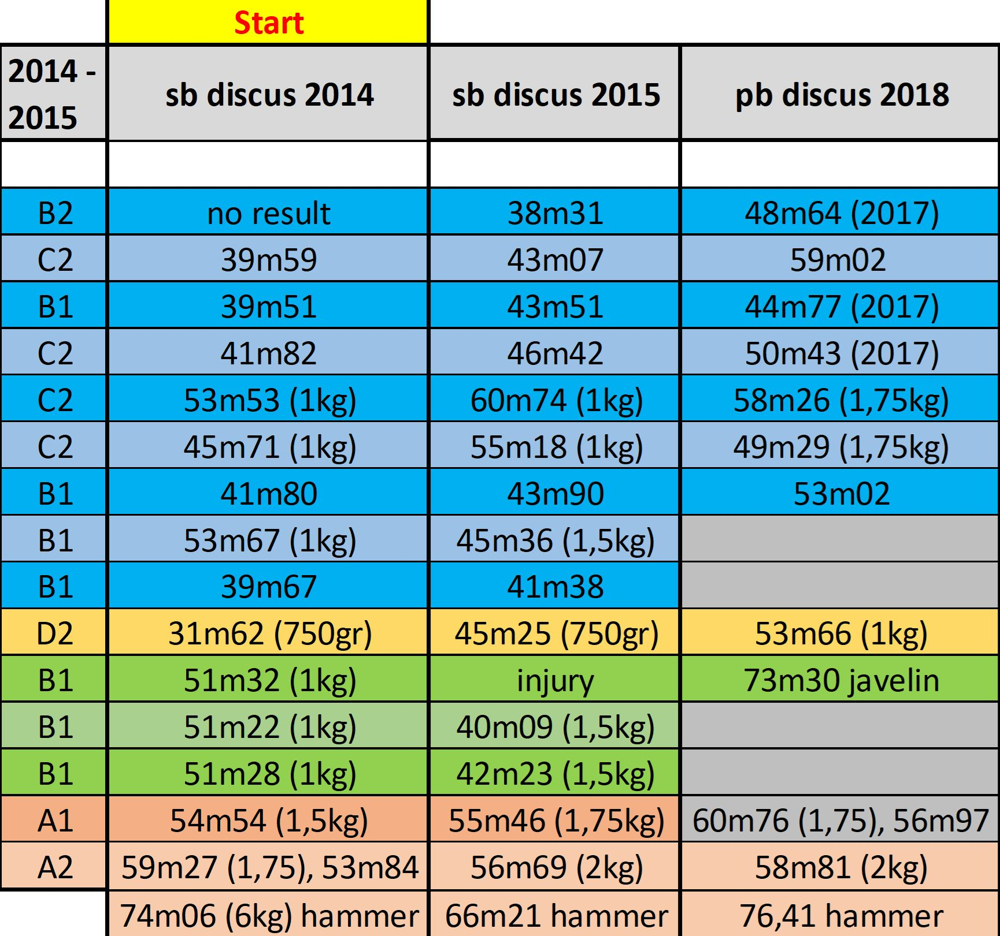 Start
2014 - 2015 sb discus 2014 sb discus 2015 pb discus 2018
B2 no result 38m31 48m64 (2017)
C2 39m59 43m07 59m02
B1 39m51 43m51 44m77 (2017)
C2 41m82 46m42 50m43 (2017)
C2 53m53 (1kg) 60m74 (1kg) 58m26 (1,75kg)
C2 45m71 (1kg) 55m18 (1kg) 49m29 (1,75kg)
B1 41m80 43m90 53m02
B1 53m67 (1kg) 45m36 (1,5kg)
B1 39m67 41m38
D2 31m62 (750gr) 45m25 (750gr) 53m66 (1kg)
B1 51m32 (1kg) injury 73m30 javelin
B1 51m22 (1kg) 40m09 (1,5kg)
B1 51m28 (1kg) 42m23 (1,5kg)
A1 54m54 (1,5kg) 55m46 (1,75kg) 60m76 (1,75), 56m97
A2 59m27 (1,75), 53m84 56m69 (2kg) 58m81 (2kg)
74m06 (6kg) hammer 66m21 hammer 76,41 hammer